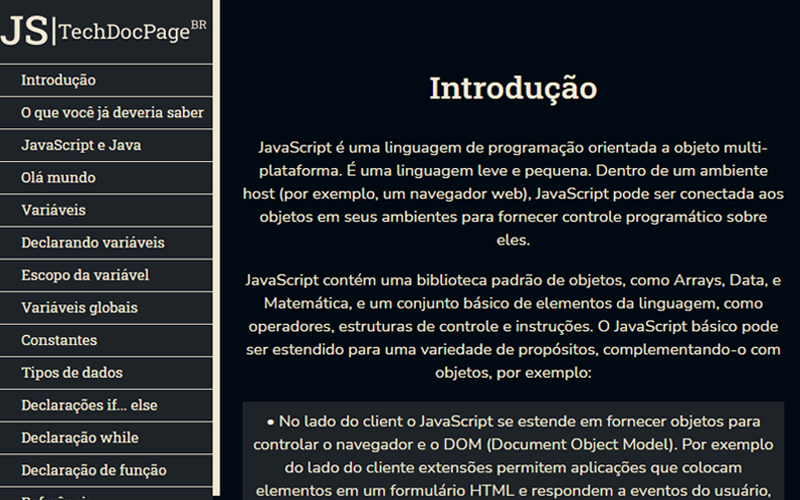 JS|TechDocPageBR
Introdução
O que você já deveria saber
JavaScript e Java
Olá mundo
Variáveis
Declarando variáveis
Escopo da variável
Variáveis globais
Constantes
Tipos de dados
Declarações if... else
Declaração while
Declaração de função
Introdução
JavaScript é uma linguagem de programação orientada a objeto multi-
plataforma. É uma linguagem leve e pequena. Dentro de um ambiente
host (por exemplo, um navegador web), JavaScript pode ser conectada aos
objetos em seus ambientes para fornecer controle programático sobre
eles.
JavaScript contém uma biblioteca padrão de objetos, como Arrays, Data, e
Matemática, e um conjunto básico de elementos da linguagem, como
operadores, estruturas de controle e instruções. O JavaScript básico pode
ser estendido para uma variedade de propósitos, complementando-o com
objetos, por exemplo:
• No lado do client o JavaScript se estende em fornecer objetos para
controlar o navegador e o DOM (Document Object Model). Por exemplo
do lado do cliente extensões permitem aplicações que colocam
elementos em um formulário HTML e respondem a eventos do usuário,